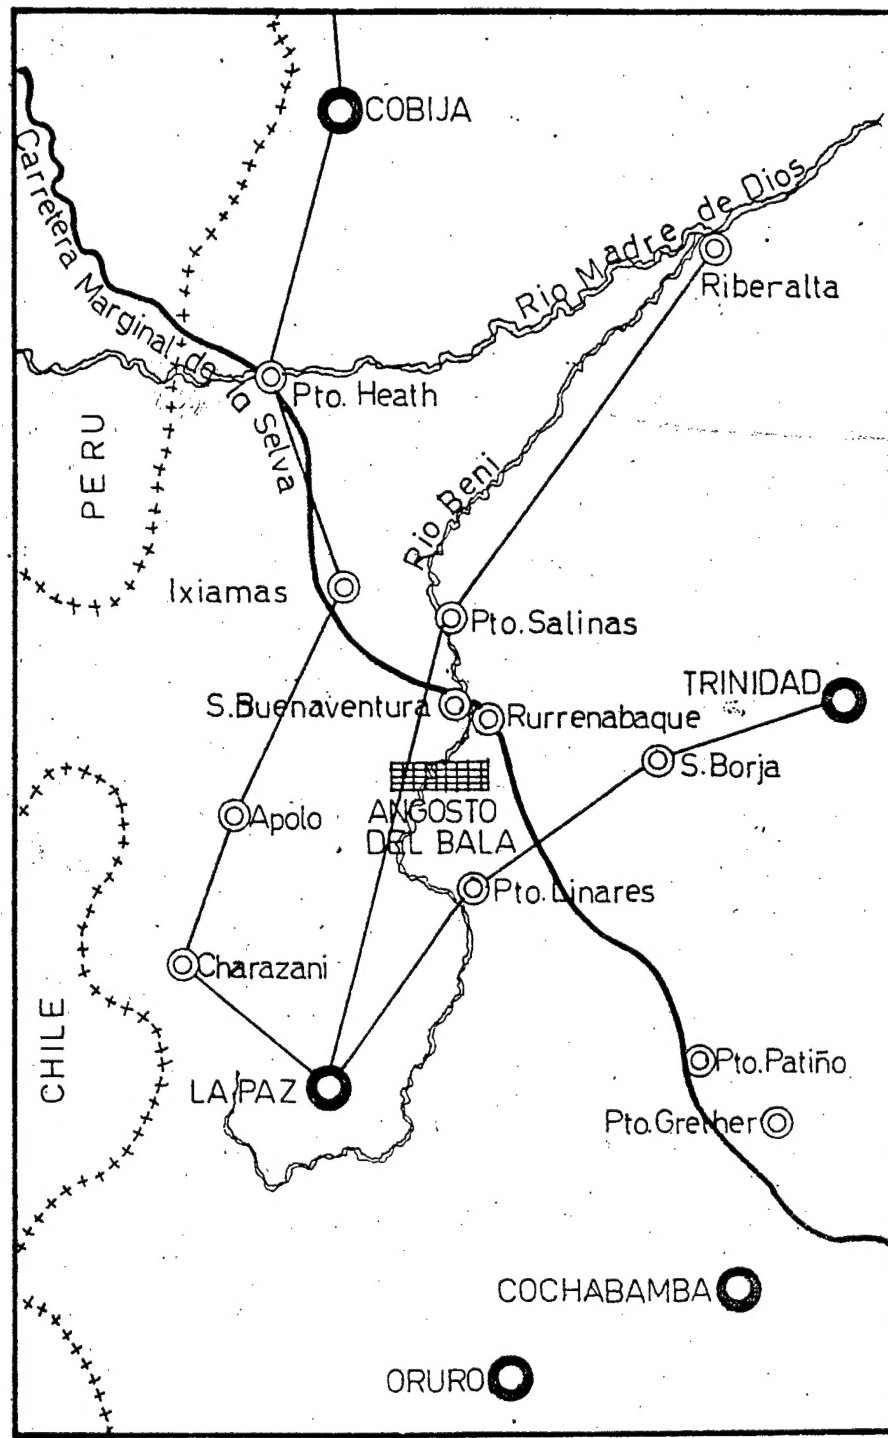 COBIJA
Carretera Marginal de la Selva
Rio Madre de Dios
Riberalta
Pto. Heath
PERU
Rio Beni
Ixiamas
Pto.Salinas
TRINIDAD
S.Buenaventura
Rurrenabaque
S.Borja
ANGOSTO
DEL BALA
Apolo
Pto.Linares
Charazani
CHILE
LA PAZ
Pto.Patiño
Pto.Grether
COCHABAMBA
ORURO